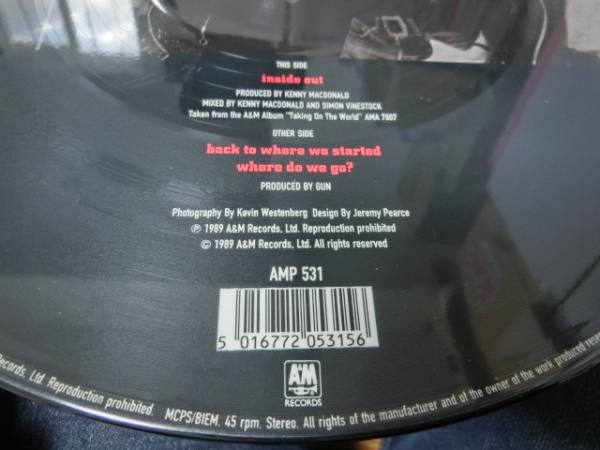 THIS SIDE
inside out
PRODUCED BY KENNY MACDONALD
MIXED BY KENNY MACDONALD AND SIMON VINESTOCK
Taken from the A&M Album "Taking On The World" AMA 7007
OTHER SIDE
back to where we started
where do we go?
PRODUCED BY GUN
Photography By Kevin Westenberg Design By Jeremy Pearce
℗ 1989 A&M Records, Ltd. Reproduction prohibited
© 1989 A&M Records, Ltd. All rights reserved
AMP 531
5 016772 053156
A&M
RECORDS
Records, Ltd. Reproduction prohibited. MCPS/BIEM. 45 rpm. Stereo. All rights of the manufacturer and of the owner of the work produced